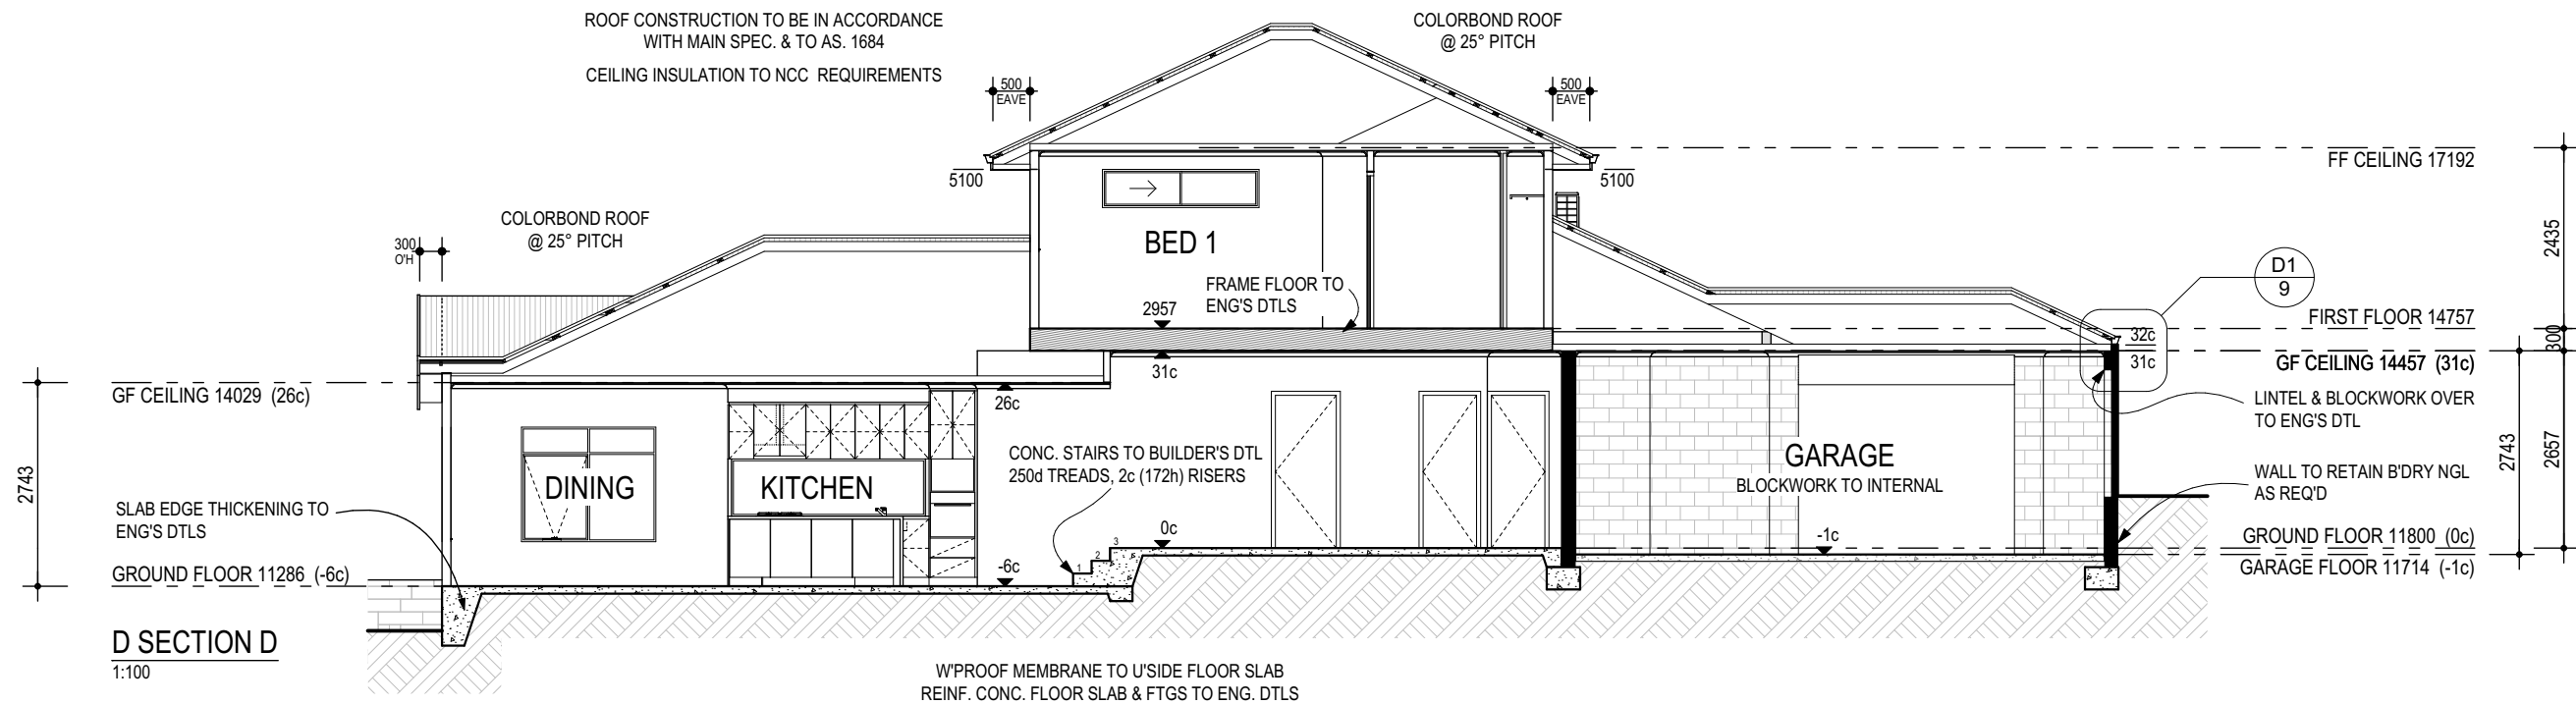 ROOF CONSTRUCTION TO BE IN ACCORDANCE
WITH MAIN SPEC. & TO AS. 1684
CEILING INSULATION TO NCC REQUIREMENTS
COLORBOND ROOF
@ 25° PITCH
500
EAVE
500
EAVE
FF CEILING 17192
5100
5100
COLORBOND ROOF
@ 25° PITCH
300
O'H
BED 1
2435
FRAME FLOOR TO
ENG'S DTLS
D1
9
2957
FIRST FLOOR 14757
300
32c
31c
31c
GF CEILING 14457 (31c)
GF CEILING 14029 (26c)
26c
LINTEL & BLOCKWORK OVER
TO ENG'S DTL
CONC. STAIRS TO BUILDER'S DTL
250d TREADS, 2c (172h) RISERS
GARAGE
BLOCKWORK TO INTERNAL
2743
2743
2657
DINING
KITCHEN
WALL TO RETAIN B'DRY NGL
AS REQ'D
SLAB EDGE THICKENING TO
ENG'S DTLS
0c
-1c
GROUND FLOOR 11800 (0c)
3
2
1
-6c
GROUND FLOOR 11286 (-6c)
GARAGE FLOOR 11714 (-1c)
D SECTION D
1:100
W'PROOF MEMBRANE TO U'SIDE FLOOR SLAB
REINF. CONC. FLOOR SLAB & FTGS TO ENG. DTLS